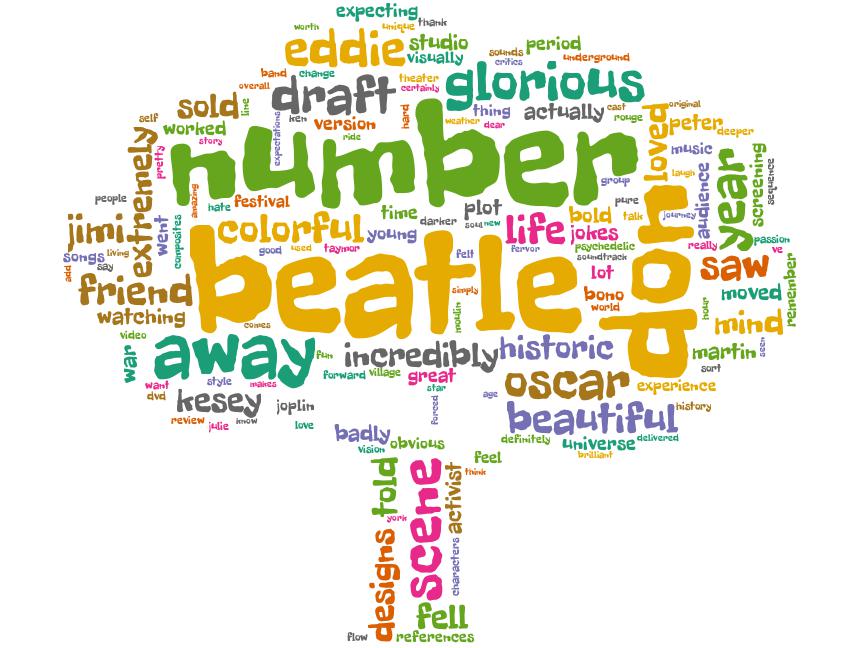 expecting
worth
unique
thank
eddie
studio
visually
sounds
critics
period
underground
band
change
overall
theater
certainly
glorious
draft
sold
line
self
worked
story
ken
version
ride
hard
weather
dear
thing
actually
cast
rouge
original
loved
peter
deeper
number
expectations
pretty
extremely
amazing
people
hate
festival
time
darker
plot
soul
new
group
pure
bold
talk
journey
laugh
music
audience
year
screening
sequence
jimi
went
composites
colorful
young
good
used
taymor
life
jokes
fervor
psychedelic
soundtrack
really
passion
ve
songs
living
say
add
friend
watching
beatle
felt
simply
moulin
lot
bono
world
don
saw
moved
remember
hour
mind
comes
video
war
away
fun
incredibly
historic
martin
seen
sort
want
dvd
style
makes
forward
village
great
star
forced
age
oscar
experience
kesey
joplin
review
julie
know
love
beautiful
history
badly
vision
obvious
definitely
universe
delivered
brilliant
feel
think
told
york
scene
activist
characters
designs
fell
flow
references